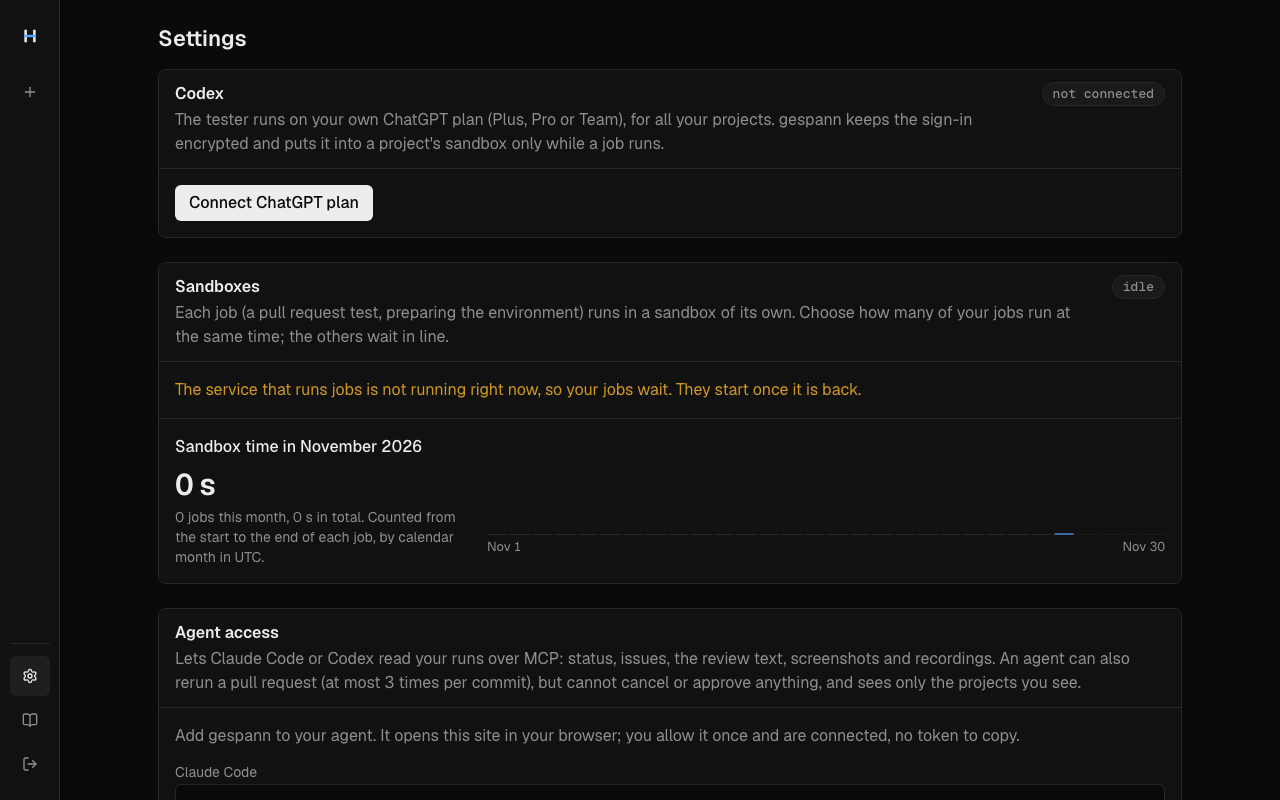 H
Settings
Codex
not connected
The tester runs on your own ChatGPT plan (Plus, Pro or Team), for all your projects. gespann keeps the sign-in
encrypted and puts it into a project's sandbox only while a job runs.
Connect ChatGPT plan
Sandboxes
idle
Each job (a pull request test, preparing the environment) runs in a sandbox of its own. Choose how many of your jobs run at
the same time; the others wait in line.
The service that runs jobs is not running right now, so your jobs wait. They start once it is back.
Sandbox time in November 2026
0 s
0 jobs this month, 0 s in total. Counted from
the start to the end of each job, by calendar
month in UTC.
Nov 1
Nov 30
Agent access
Lets Claude Code or Codex read your runs over MCP: status, issues, the review text, screenshots and recordings. An agent can also
rerun a pull request (at most 3 times per commit), but cannot cancel or approve anything, and sees only the projects you see.
Add gespann to your agent. It opens this site in your browser; you allow it once and are connected, no token to copy.
Claude Code